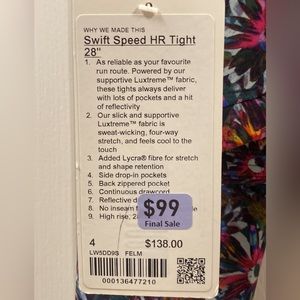 WHY WE MADE THIS
Swift Speed HR Tight
28"
1. As reliable as your favourite
run route. Powered by our
supportive Luxtreme™ fabric,
these tights always deliver
with lots of pockets and a hit
of reflectivity
2. Our slick and supportive
Luxtreme™ fabric is
sweat-wicking, four-way
stretch, and feels cool to the
touch
3. Added Lycra® fibre for stretch
and shape retention
4. Side drop-in pockets
5. Back zippered pocket
6. Continuous drawcord
7. Reflective
8. No inseam
9. High rise,
$99
Final Sale
4 $138.00
LW5DD9S FELM
000136477210